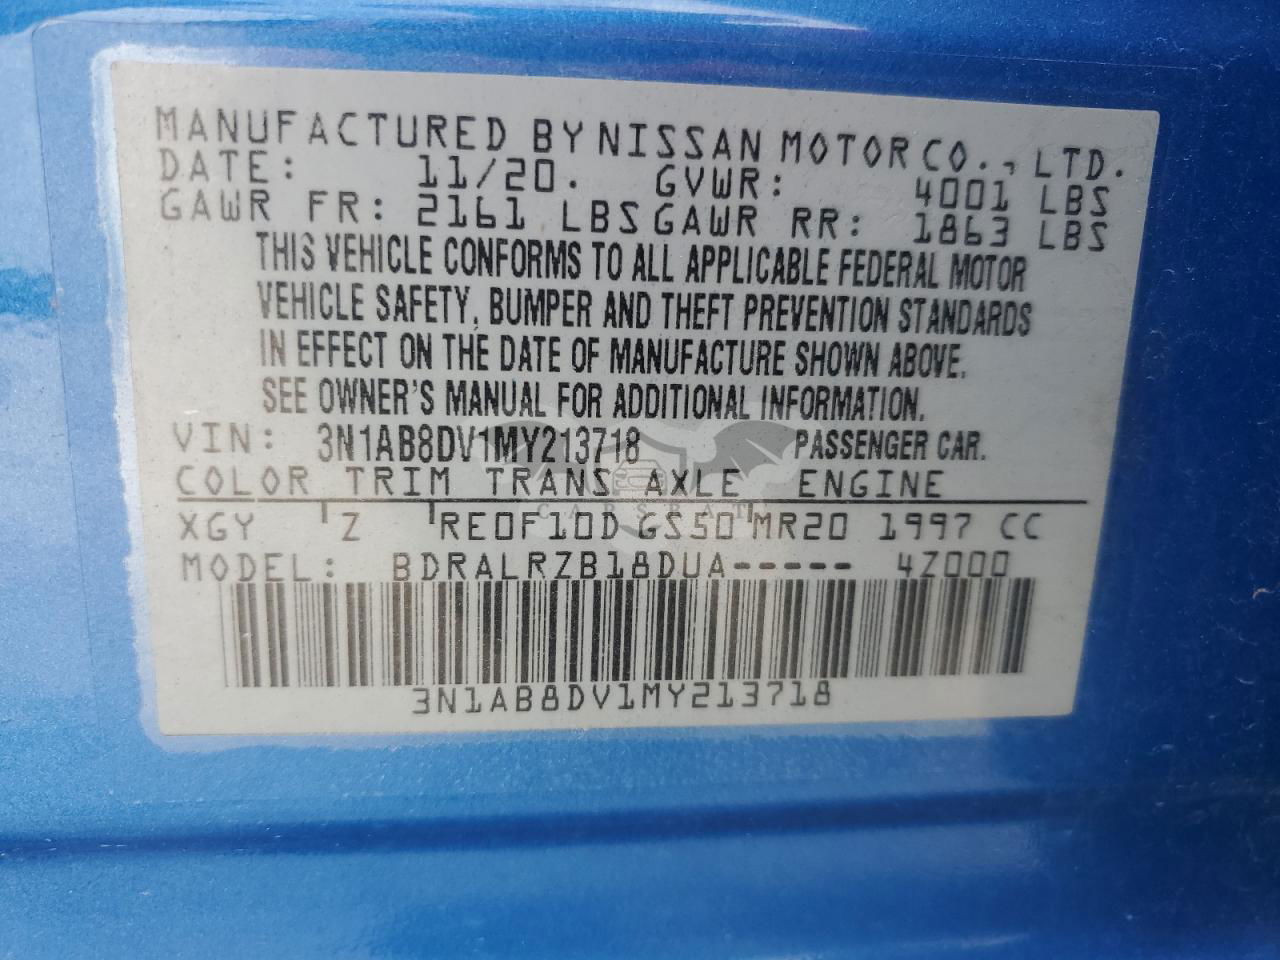 MANUFACTURED BY NISSAN MOTOR CO., LTD.
DATE: 11/20. GVWR: 4001 LBS
GAWR FR: 2161 LBS GAWR RR: 1863 LBS
THIS VEHICLE CONFORMS TO ALL APPLICABLE FEDERAL MOTOR
VEHICLE SAFETY, BUMPER AND THEFT PREVENTION STANDARDS
IN EFFECT ON THE DATE OF MANUFACTURE SHOWN ABOVE.
SEE OWNER'S MANUAL FOR ADDITIONAL INFORMATION.
VIN: 3N1AB8DV1MY213718 PASSENGER CAR.
COLOR TRIM TRANS AXLE ENGINE
XGY Z RE0F10D GS50 MR20 1997 CC
MODEL: BDRALRZB18DUA----- 4Z000
3N1AB8DV1MY213718
CARSBAT